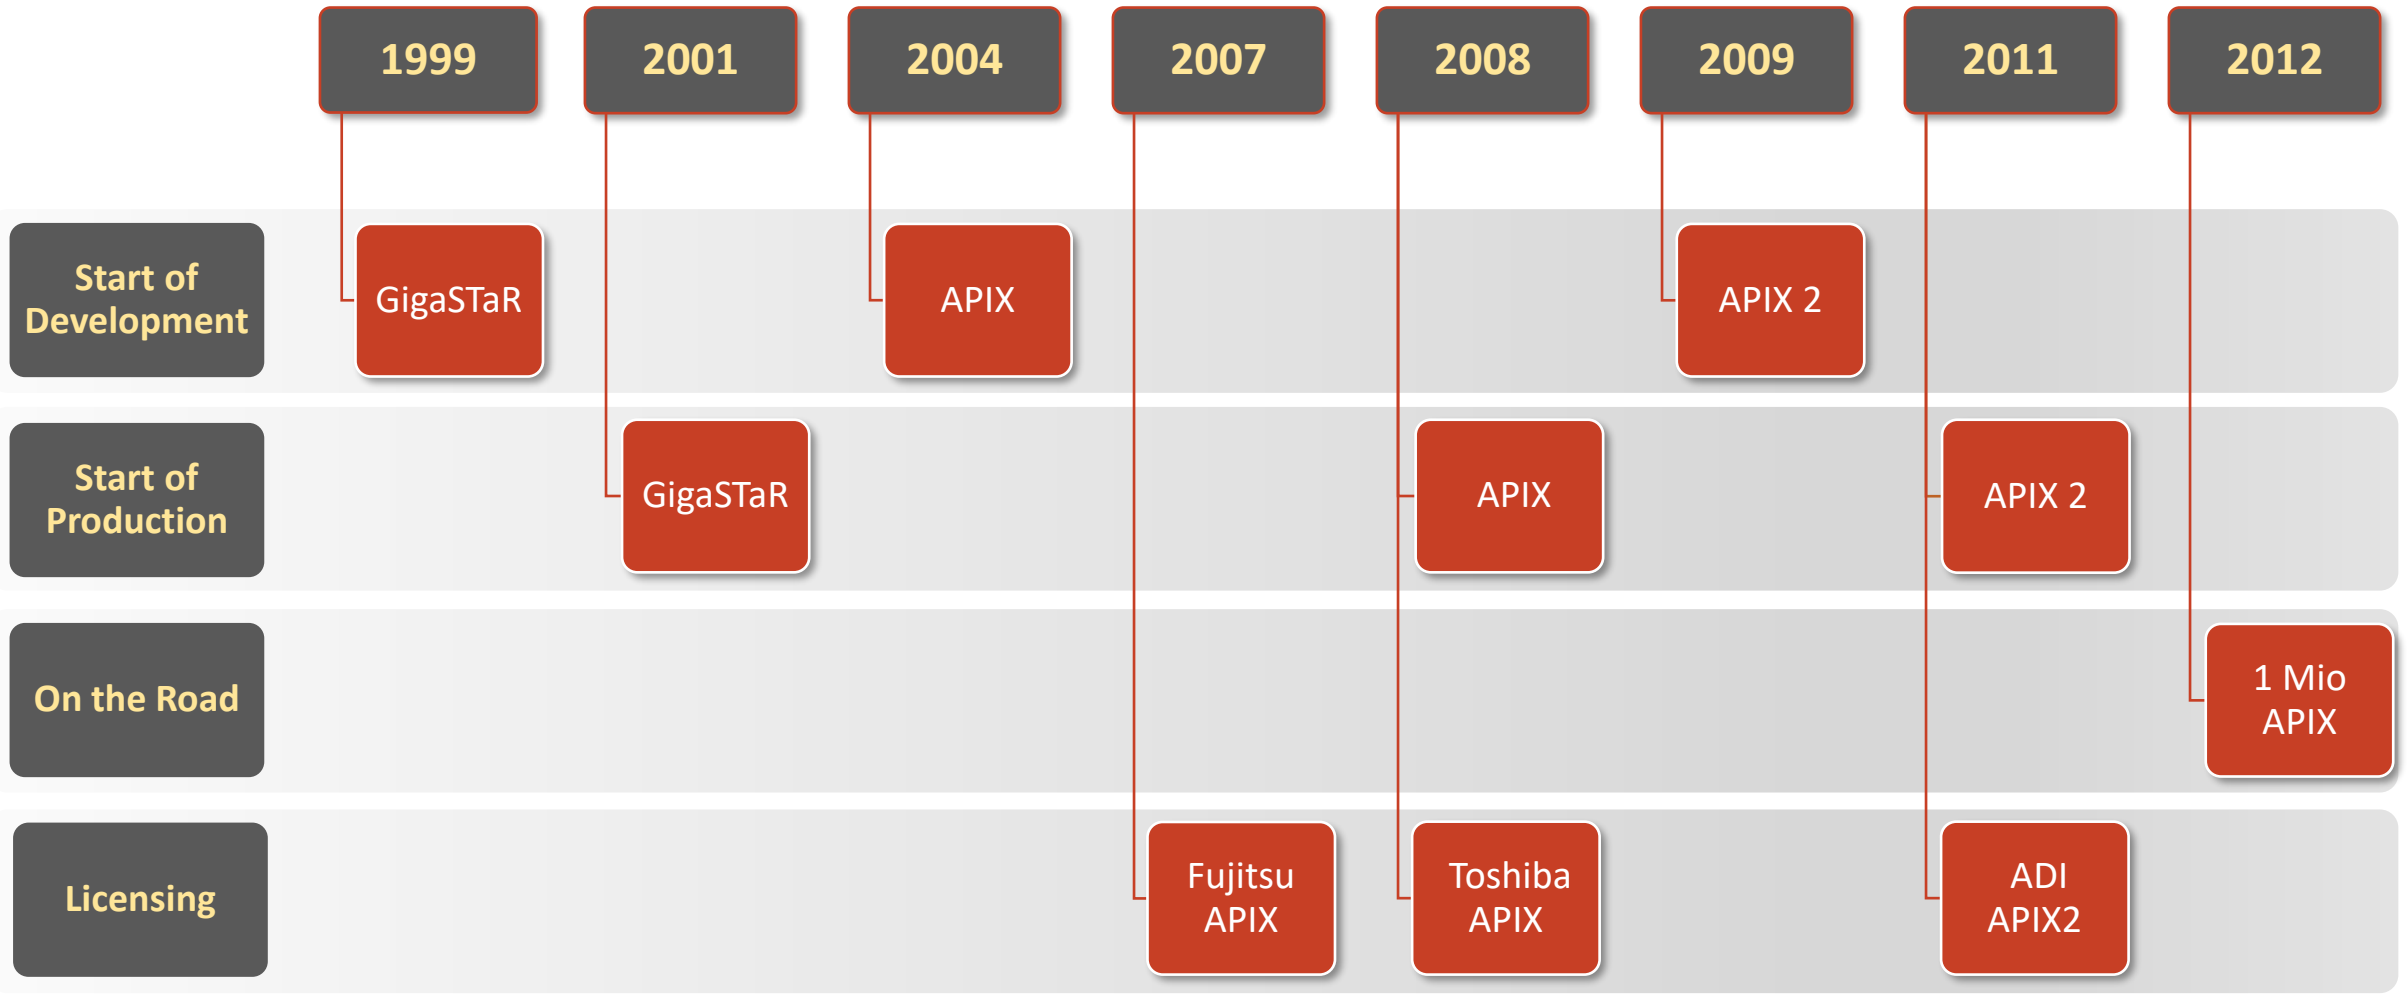 1999
2001
2004
2007
2008
2009
2011
2012
Start of
Development
GigaSTaR
APIX
APIX 2
Start of
Production
GigaSTaR
APIX
APIX 2
On the Road
1 Mio
APIX
Licensing
Fujitsu
APIX
Toshiba
APIX
ADI
APIX2